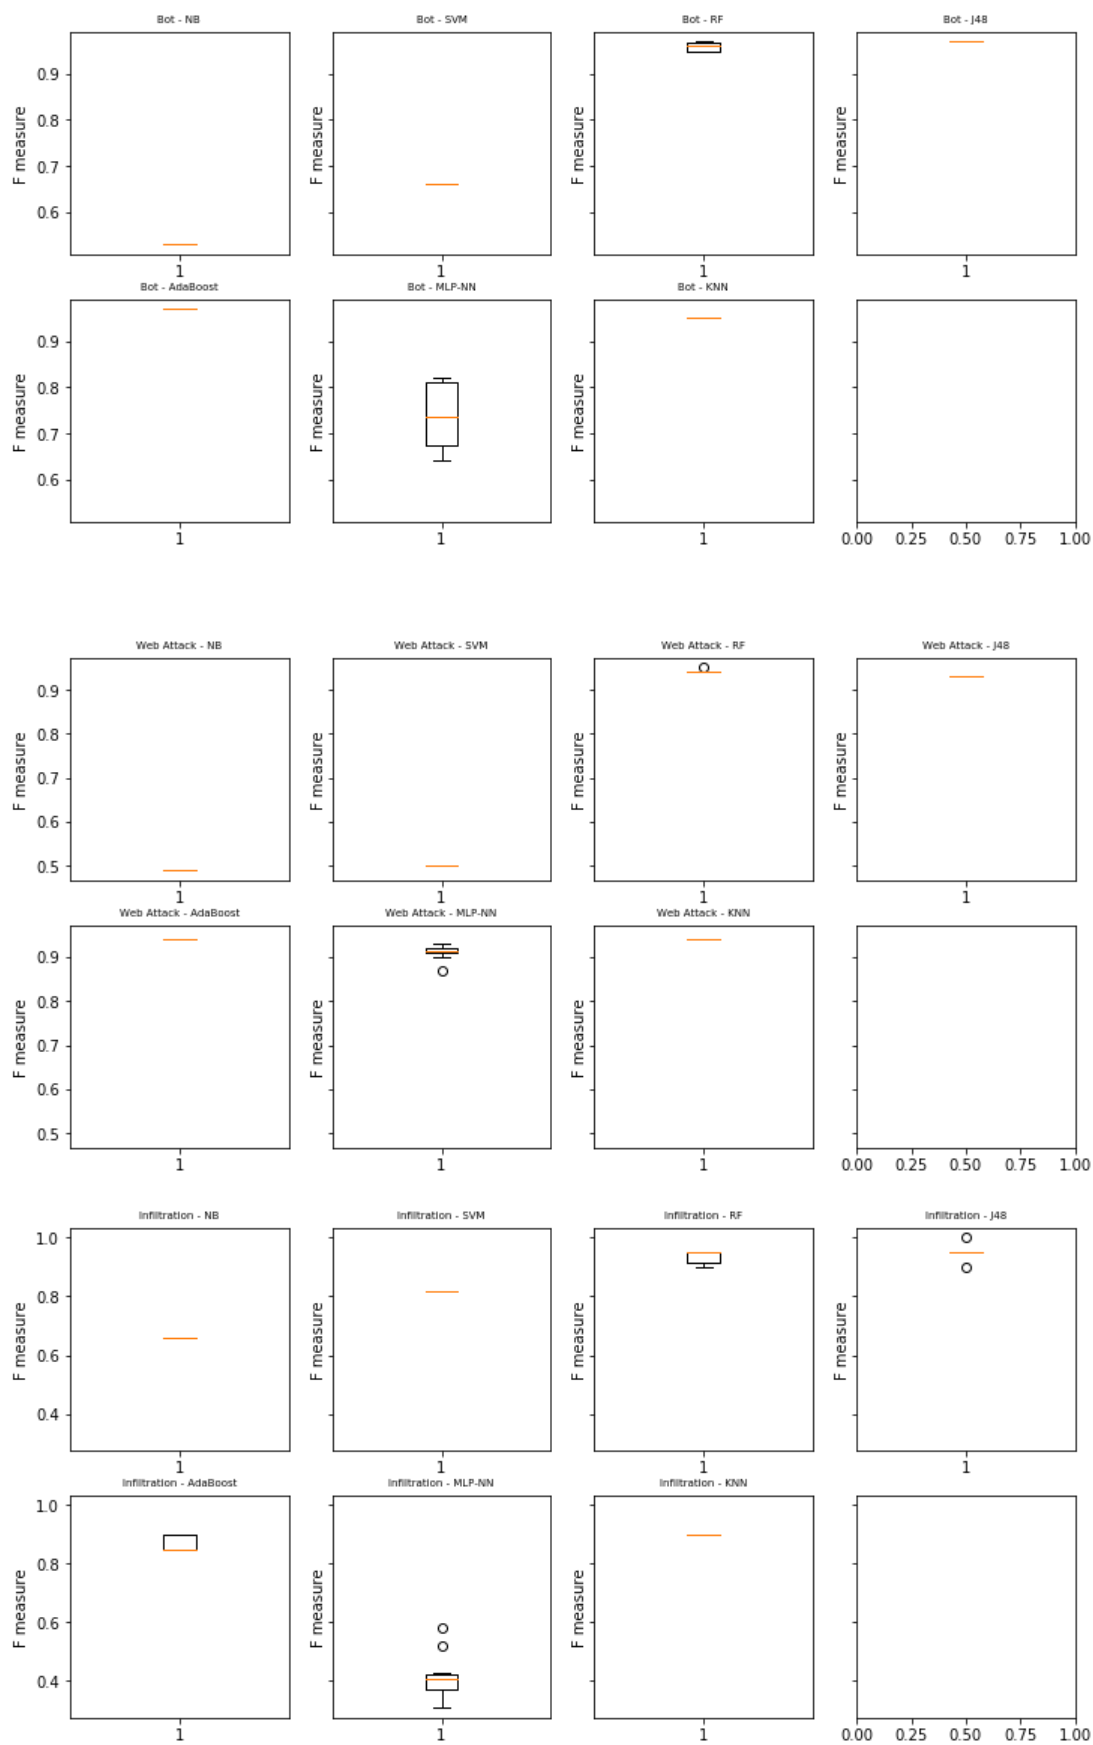 Bot - NB Bot - SVM Bot - RF Bot - J48
0.9
0.8
0.7
0.6
F measure F measure F measure F measure
1 1 1 1
Bot - AdaBoost Bot - MLP-NN Bot - KNN
0.9
0.8
0.7
0.6
F measure F measure F measure
1 1 1 0.00 0.25 0.50 0.75 1.00
Web Attack - NB Web Attack - SVM Web Attack - RF Web Attack - J48
0.9
0.8
0.7
0.6
0.5
F measure F measure F measure F measure
1 1 1 1
Web Attack - AdaBoost Web Attack - MLP-NN Web Attack - KNN
0.9
0.8
0.7
0.6
0.5
F measure F measure F measure
1 1 1 0.00 0.25 0.50 0.75 1.00
Infiltration - NB Infiltration - SVM Infiltration - RF Infiltration - J48
1.0
0.8
0.6
0.4
F measure F measure F measure F measure
1 1 1 1
Infiltration - AdaBoost Infiltration - MLP-NN Infiltration - KNN
1.0
0.8
0.6
0.4
F measure F measure F measure
1 1 1 0.00 0.25 0.50 0.75 1.00